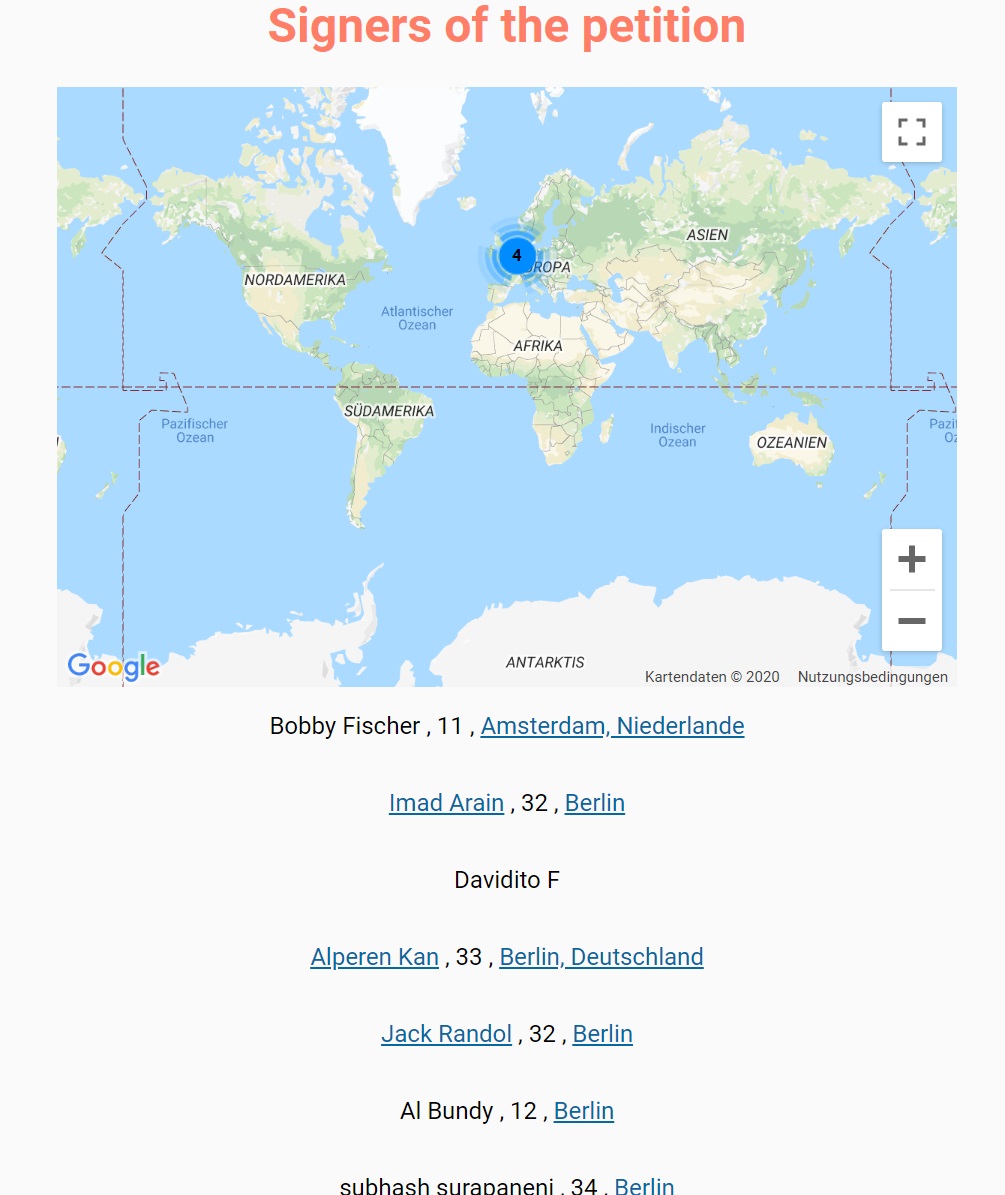 Signers of the petition
ASIEN
4
ROPA
NORDAMERIKA
Atlantischer
Ozean
AFRIKA
SÜDAMERIKA
Pazifischer
Ozean
Indischer
Ozean
OZEANIEN
Pazif
Oz
ANTARKTIS
Google
Kartendaten © 2020 Nutzungsbedingungen
Bobby Fischer , 11 , Amsterdam, Niederlande
Imad Arain , 32 , Berlin
Davidito F
Alperen Kan , 33 , Berlin, Deutschland
Jack Randol , 32 , Berlin
Al Bundy , 12 , Berlin
subhash surapaneni , 34 , Berlin